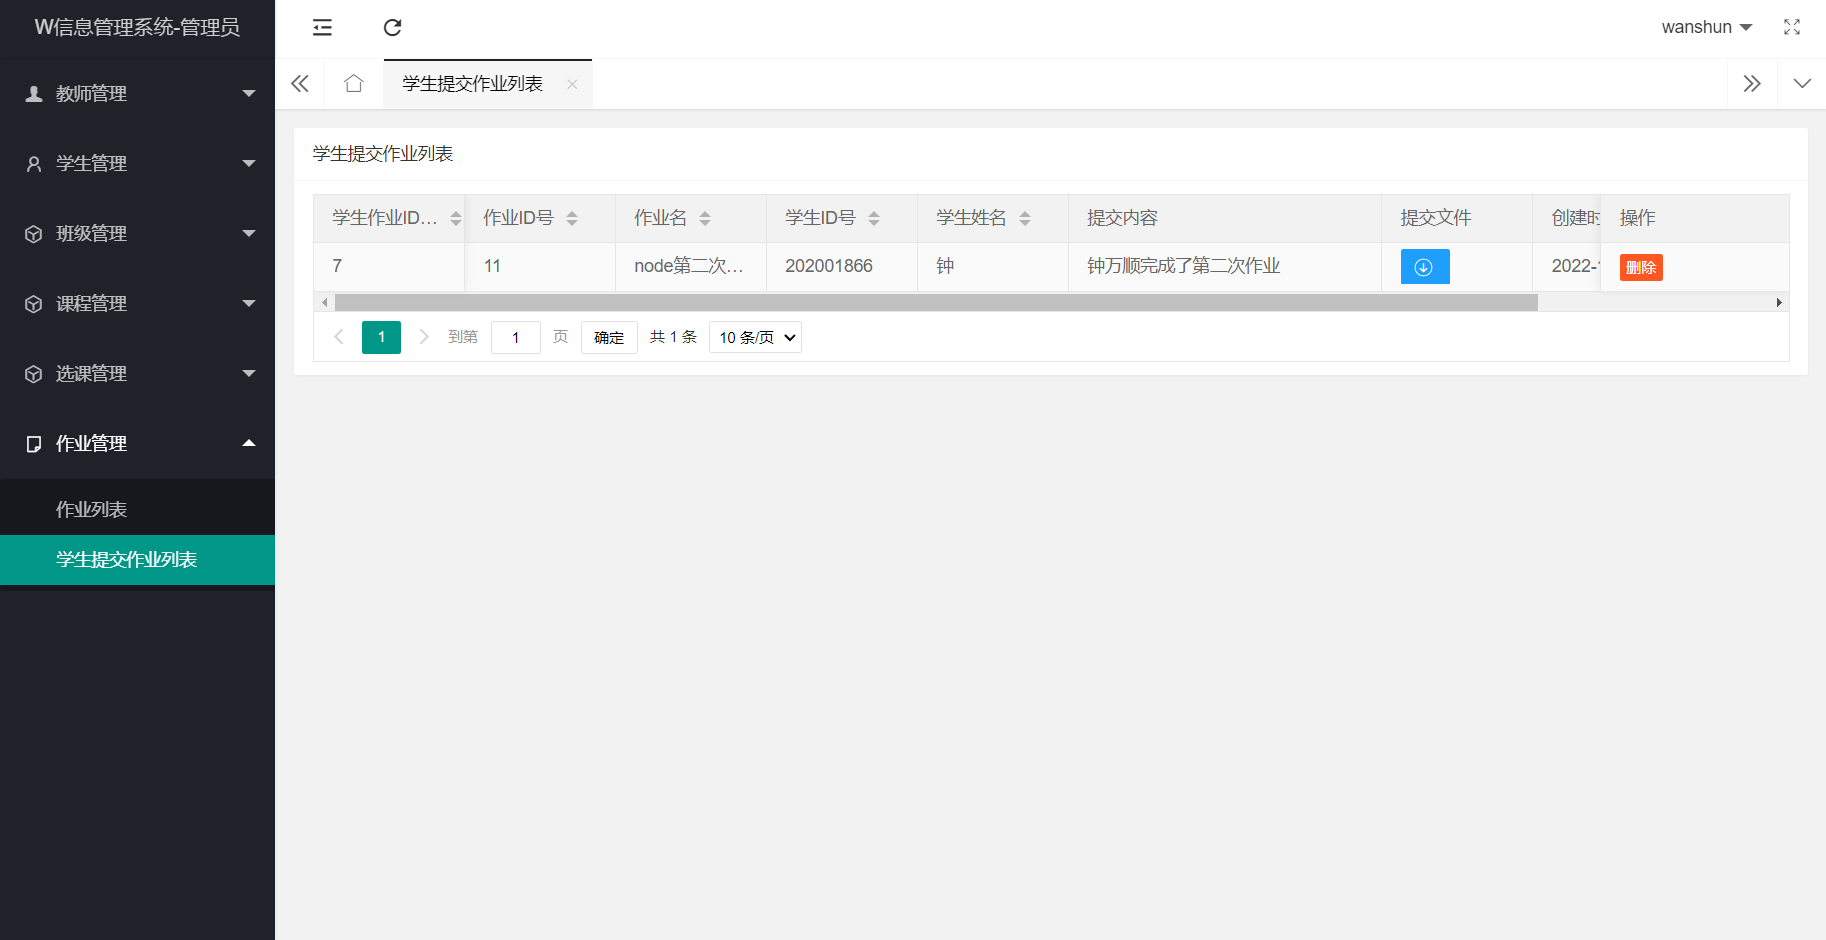 W信息管理系统-管理员
wanshun
教师管理
学生管理
班级管理
课程管理
选课管理
作业管理
作业列表
学生提交作业列表
学生提交作业列表
学生提交作业列表
学生作业ID... 作业ID号 作业名 学生ID号 学生姓名 提交内容 提交文件 创建时 操作
7 11 node第二次... 202001866 钟 钟万顺完成了第二次作业 2022- 删除
1 到第 1 页 确定 共 1 条 10 条/页